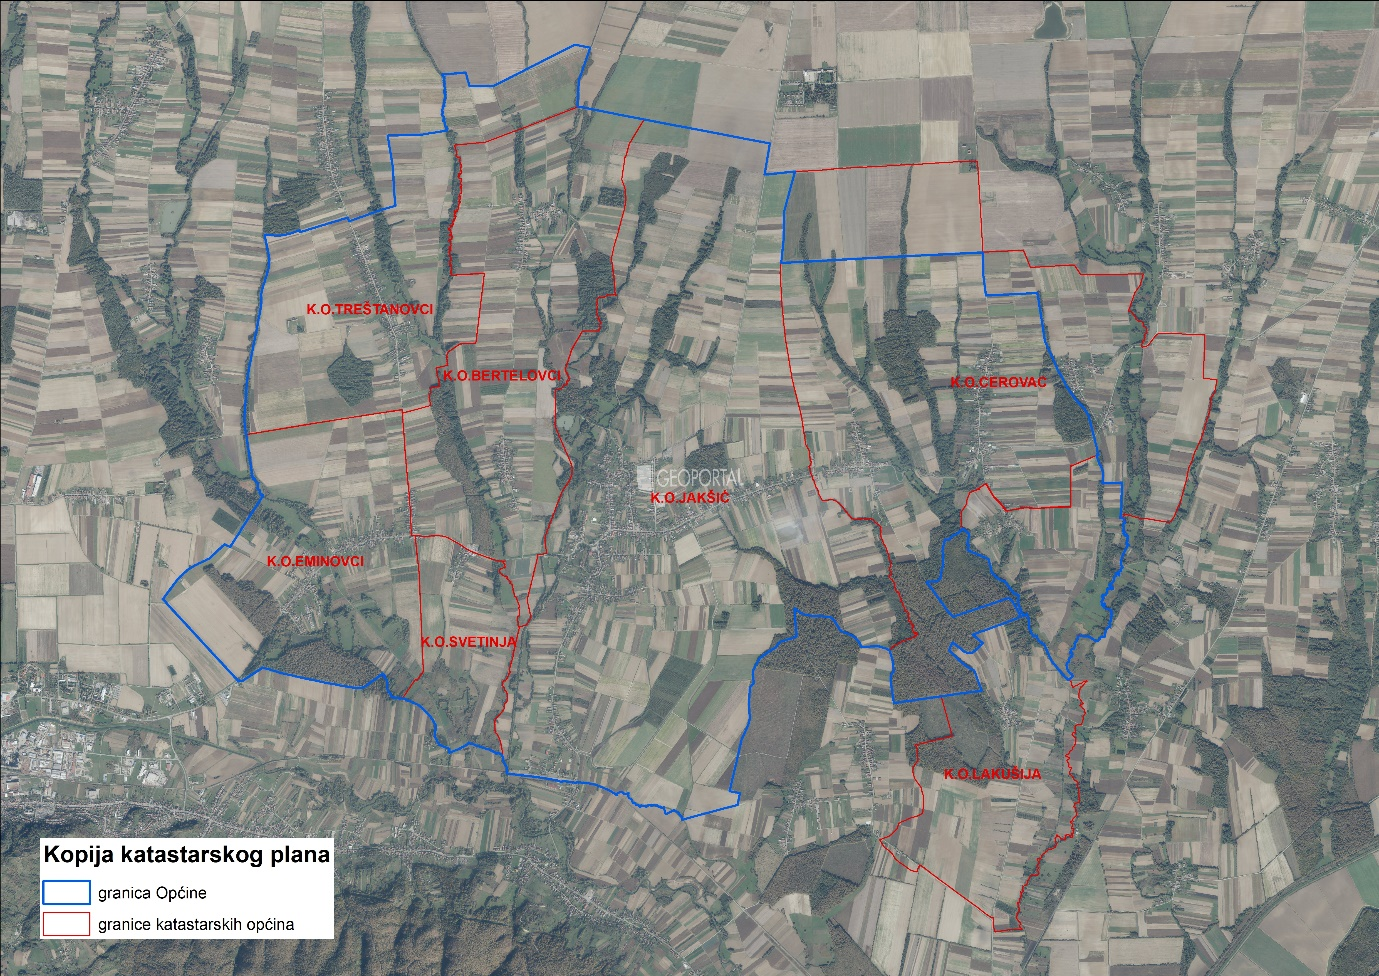 K.O.TREŠTANOVCI
K.O.BERTELOVCI
K.O.CEROVAC
GEOPORTAL
K.O.JAKŠIĆ
K.O.EMINOVCI
K.O.SVETINJA
K.O.LAKUŠIJA
Kopija katastarskog plana
granica Općine
granice katastarskih općina